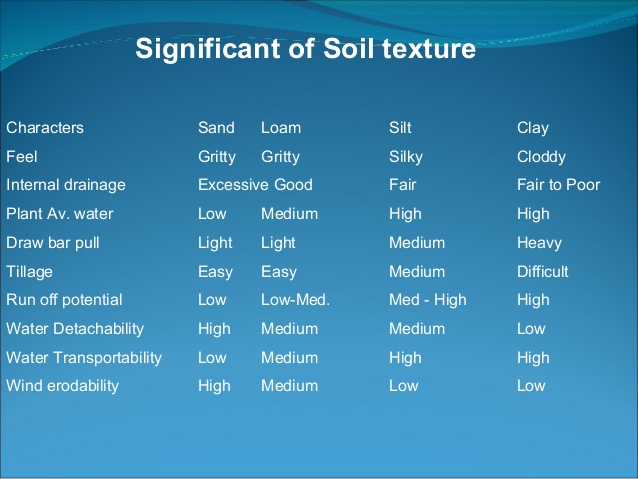 Significant of Soil texture
Characters Sand Loam Silt Clay
Feel Gritty Gritty Silky Cloddy
Internal drainage Excessive Good Fair Fair to Poor
Plant Av. water Low Medium High High
Draw bar pull Light Light Medium Heavy
Tillage Easy Easy Medium Difficult
Run off potential Low Low-Med. Med - High High
Water Detachability High Medium Medium Low
Water Transportability Low Medium High High
Wind erodability High Medium Low Low